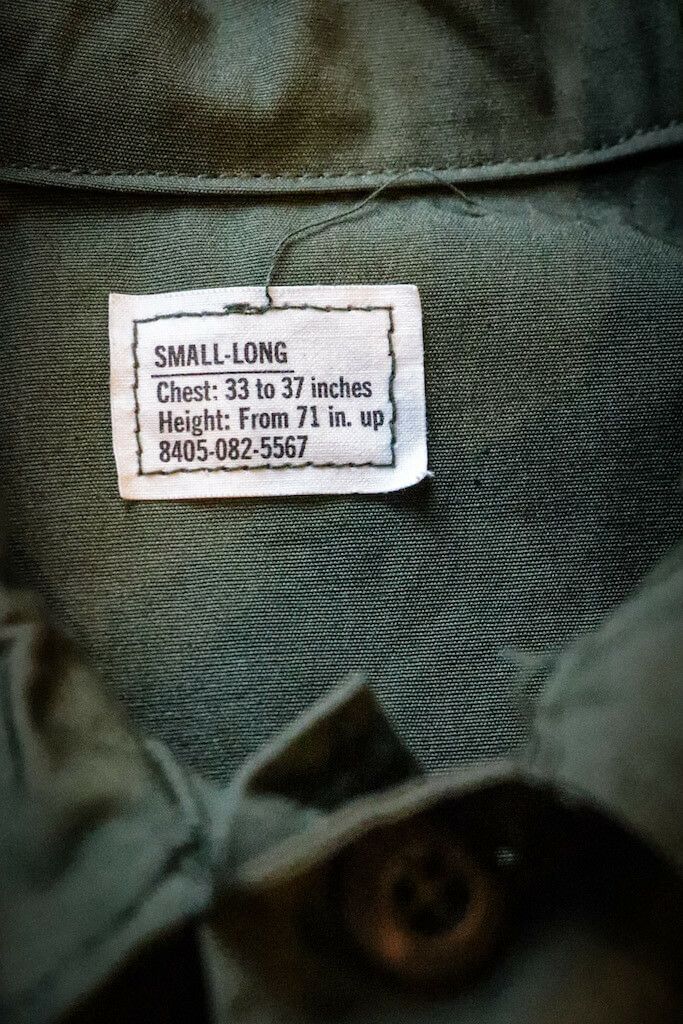 SMALL-LONG
Chest: 33 to 37 inches
Height: From 71 in. up
8405-082-5567